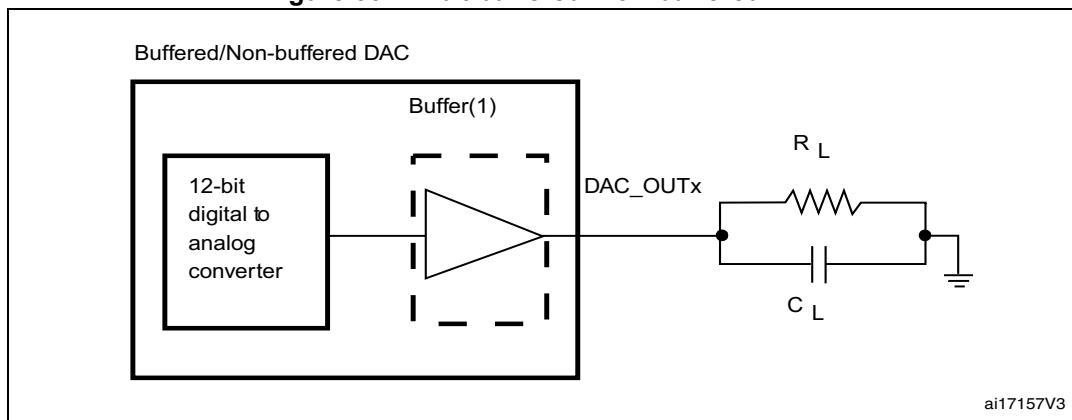 Buffered/Non-buffered DAC
Buffer(1)
12-bit
digital to
analog
converter
DAC_OUTx
R L
C L
ai17157V3